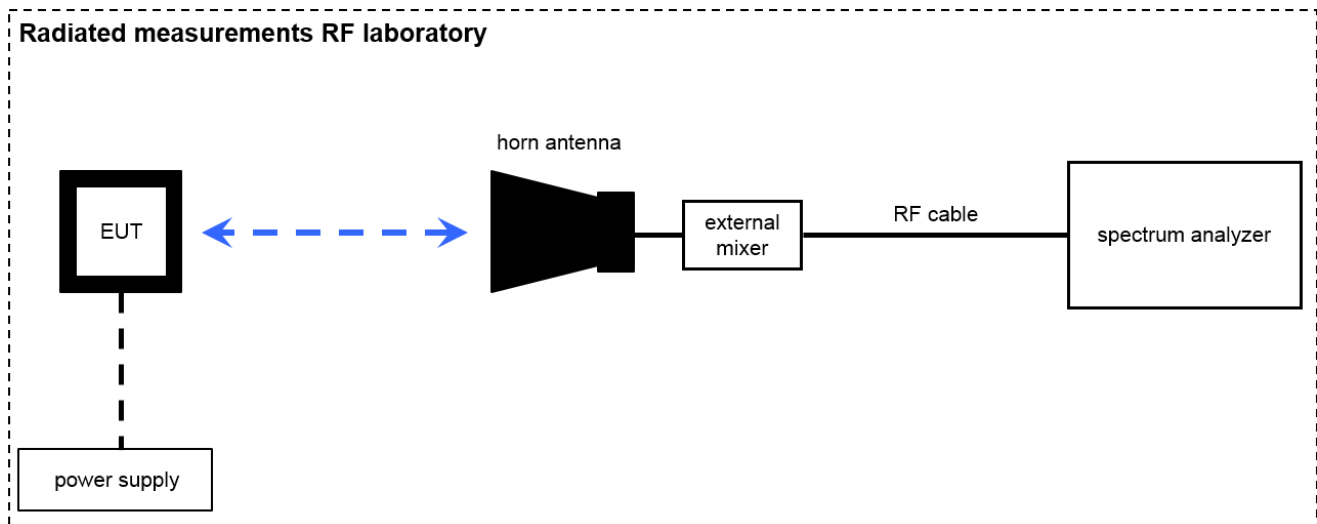 Radiated measurements RF laboratory
horn antenna
EUT
external
mixer
RF cable
spectrum analyzer
power supply